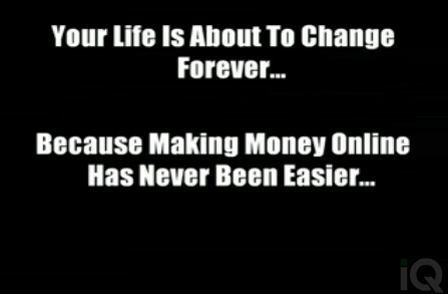 Your Life Is About To Change
Forever...
Because Making Money Online
Has Never Been Easier...
iQ